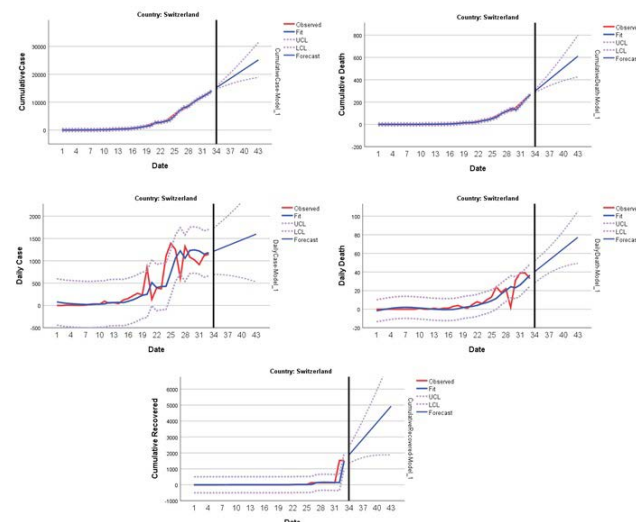 Country: Switzerland
30000
20000
10000
0
CumulativeCase
1 4 7 10 13 16 19 22 25 28 31 34 37 40 43
Date
CumulativeCase-Model_1
Observed
Fit
UCL
LCL
Forecast
Country: Switzerland
800
600
400
200
0
-200
Cumulative Death
1 4 7 10 13 16 19 22 25 28 31 34 37 40 43
Date
CumulativeDeath-Model_1
Observed
Fit
UCL
LCL
Forecast
Country: Switzerland
2000
1500
1000
500
0
-500
Daily Case
1 4 7 10 13 16 19 22 25 28 31 34 37 40 43
Date
DailyCase-Model_1
Observed
Fit
UCL
LCL
Forecast
Country: Switzerland
100
80
60
40
20
0
-20
Daily Death
1 4 7 10 13 16 19 22 25 28 31 34 37 40 43
Date
DailyDeath-Model_1
Observe
Fit
UCL
LCL
Forecast
Country: Switzerland
6000
5000
4000
3000
2000
1000
0
-1000
Cumulative Recovered
1 4 7 10 13 16 19 22 25 28 31 34 37 40 43
Date
CumulativeRecovered-Model_1
Observed
Fit
UCL
LCL
Forecast